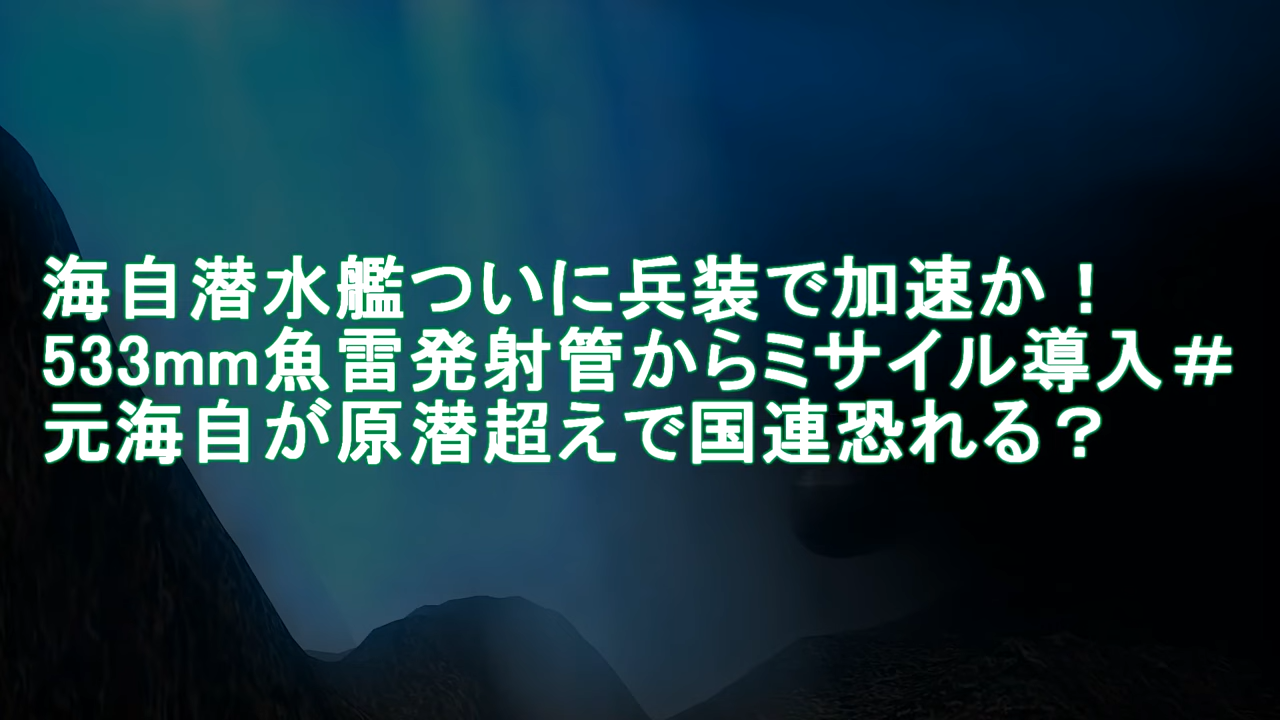 海自潜水艦ついに兵装で加速か！
533mm魚雷発射管からミサイル導入＃
元海自が原潜超えで国連恐れる？